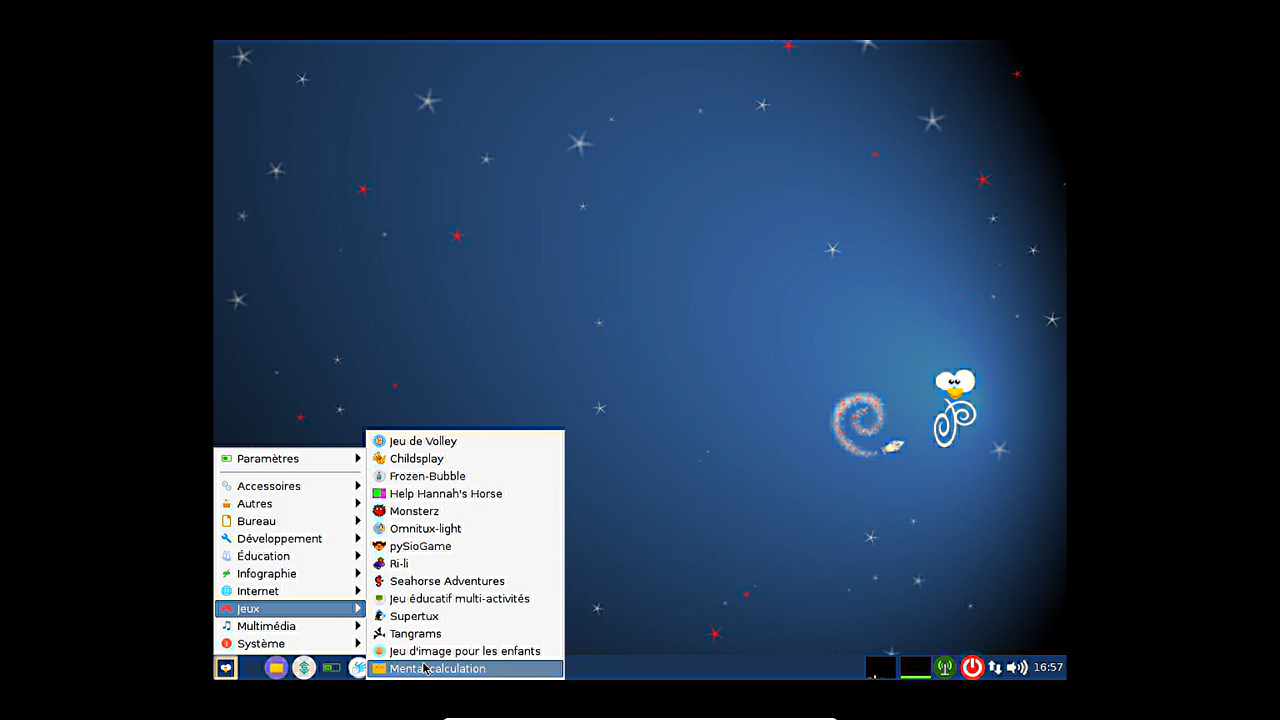 Paramètres
Accessoires
Autres
Bureau
Développement
Éducation
Infographie
Internet
Jeux
Multimédia
Système
Jeu de Volley
Childsplay
Frozen-Bubble
Help Hannah's Horse
Monsterz
Omnitux-light
pySioGame
Ri-li
Seahorse Adventures
Jeu éducatif multi-activités
Supertux
Tangrams
Jeu d'image pour les enfants
Mental calculation
16:57